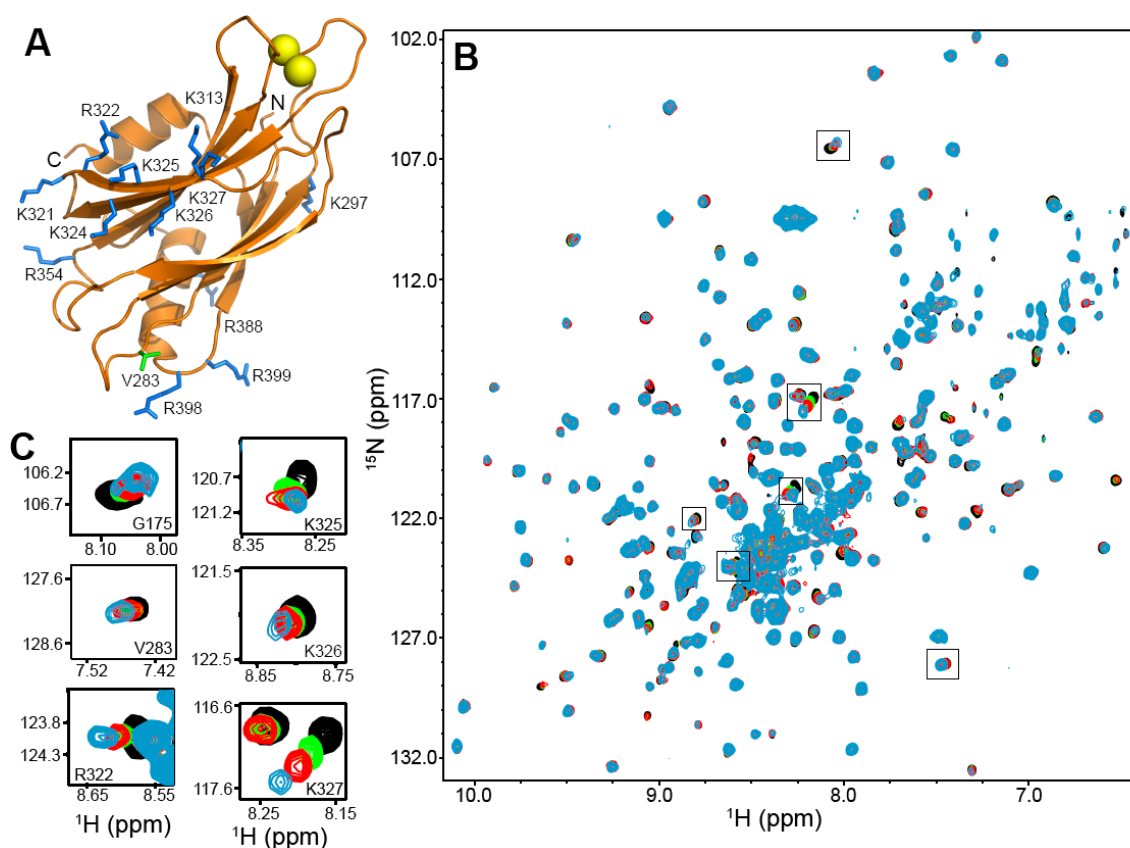 A
K313
N
R322
C
K325
K327
K321
K326
K297
K324
R354
R388
V283
R399
R398
B
102.0
107.0
112.0
117.0
122.0
127.0
132.0
15N (ppm)
10.0 9.0 8.0 7.0
1H (ppm)
C
106.2
106.7
G175
8.10 8.00
120.7
121.2
K325
8.35 8.25
127.6
128.6
V283
7.52 7.42
121.5
122.5
K326
8.85 8.75
123.8
124.3
R322
8.65 8.55
1H (ppm)
116.6
117.6
K327
8.25 8.15
1H (ppm)